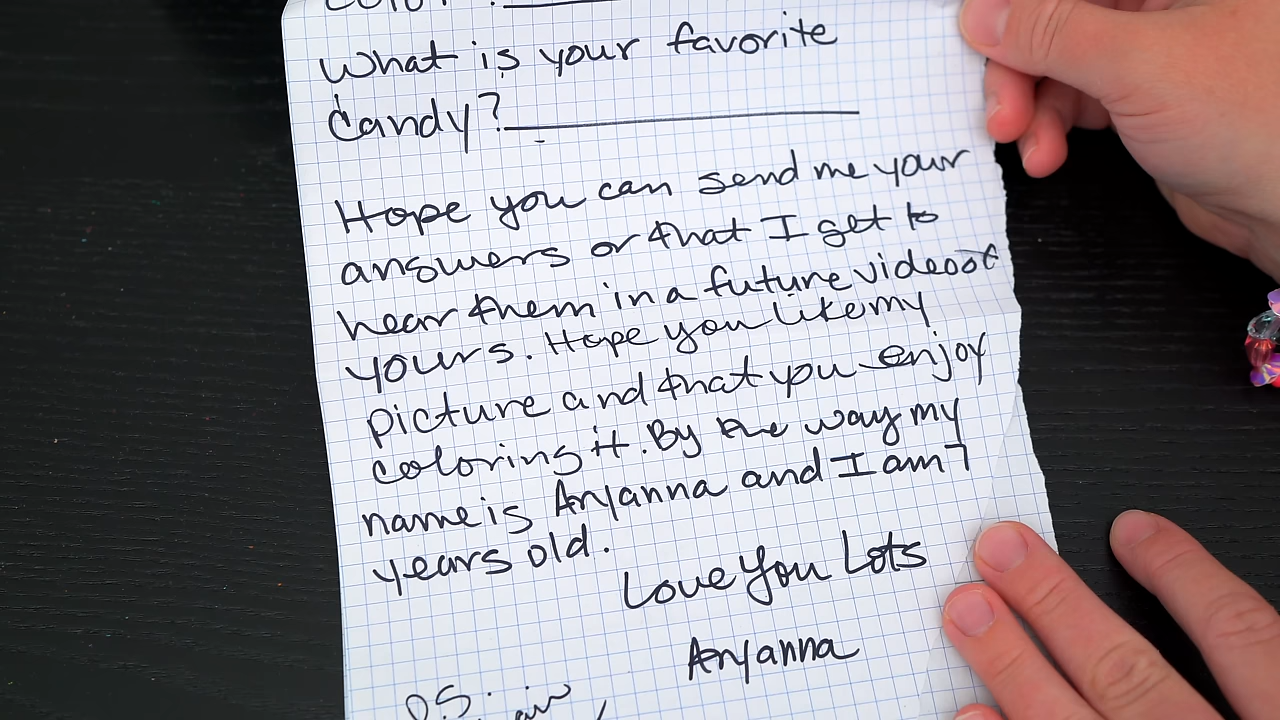 What is your favorite
Candy?
Hope you can send me your
answers or that I get to
hear them in a future video of
yours. Hope you like my
picture and that you enjoy
coloring it. By the way my
name is Anyanna and I am 7
years old.
Love You Lots
Anyanna
P.S.